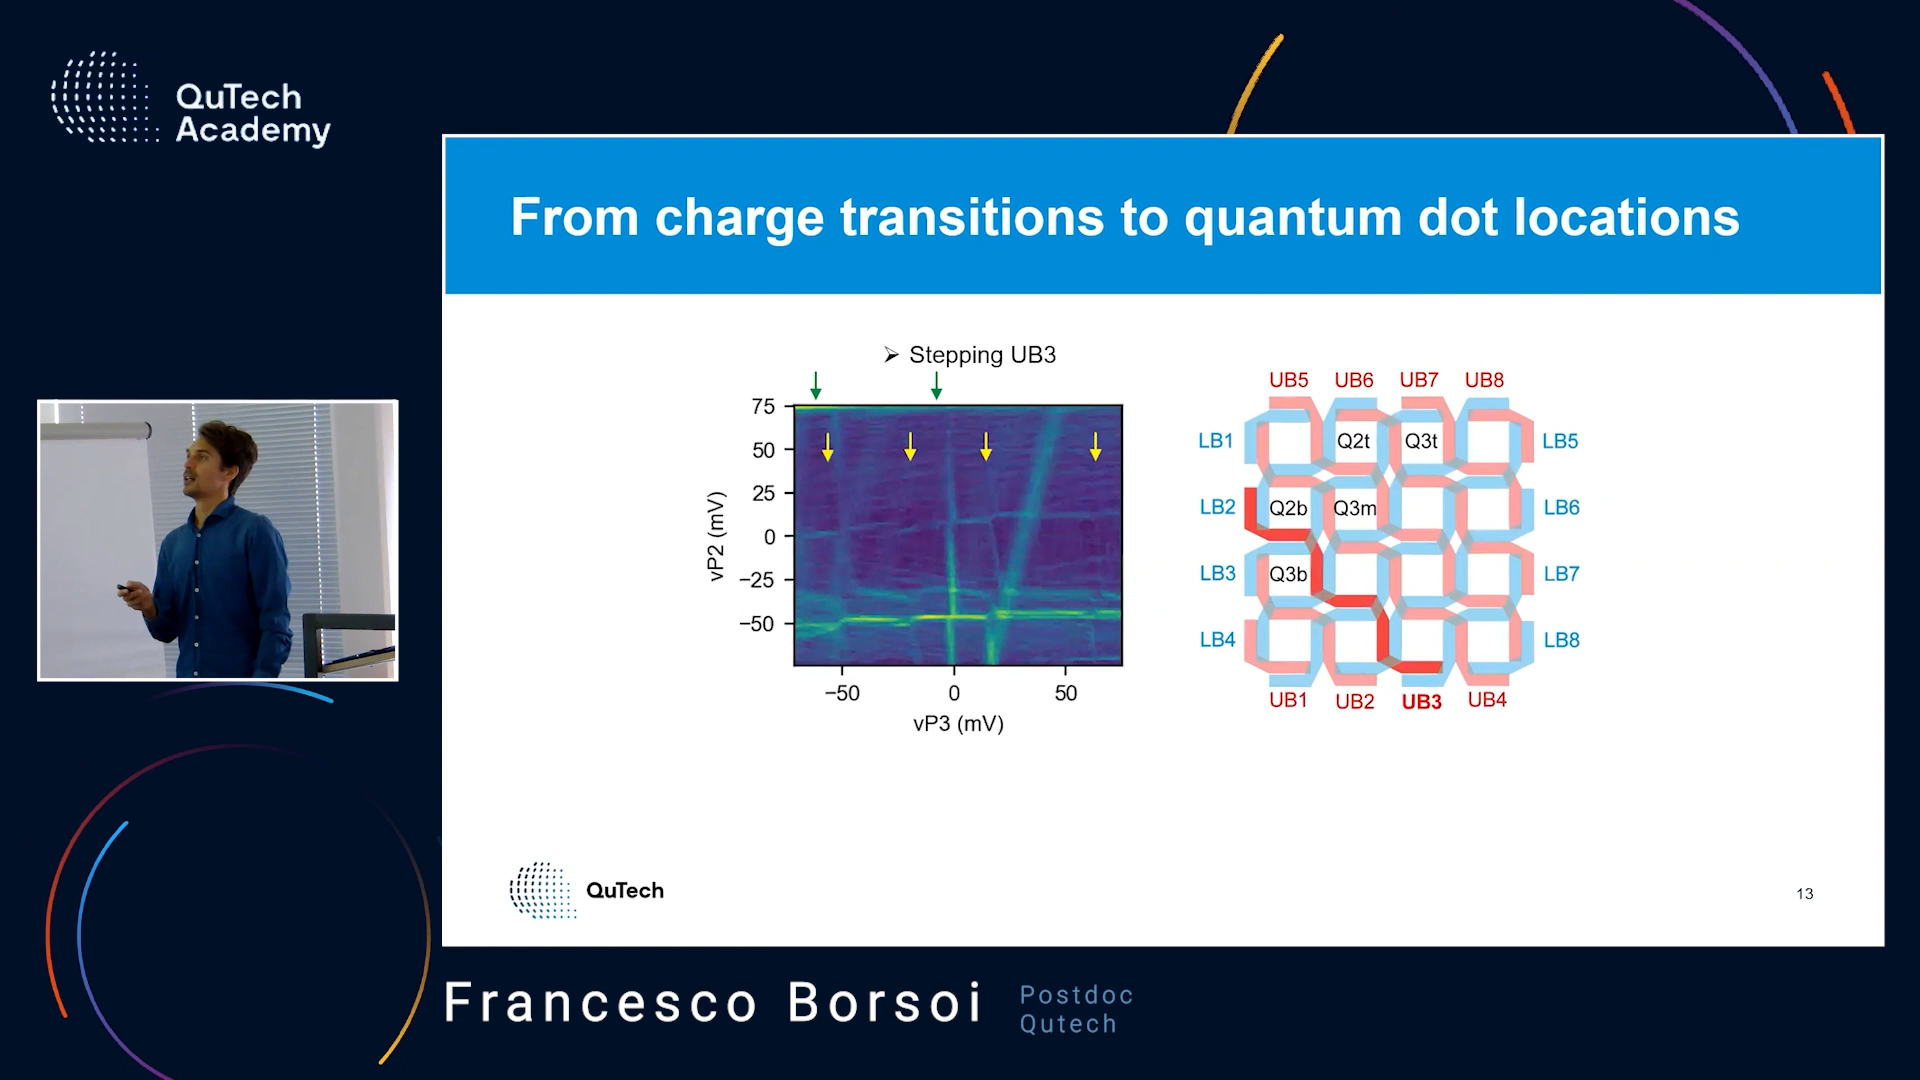 QuTech
Academy
From charge transitions to quantum dot locations
➢ Stepping UB3
75
50
25
0
−25
−50
vP2 (mV)
−50 0 50
vP3 (mV)
UB5 UB6 UB7 UB8
LB1 Q2t Q3t LB5
LB2 Q2b Q3m LB6
LB3 Q3b LB7
LB4 LB8
UB1 UB2 UB3 UB4
QuTech
13
Francesco Borsoi
Postdoc
Qutech